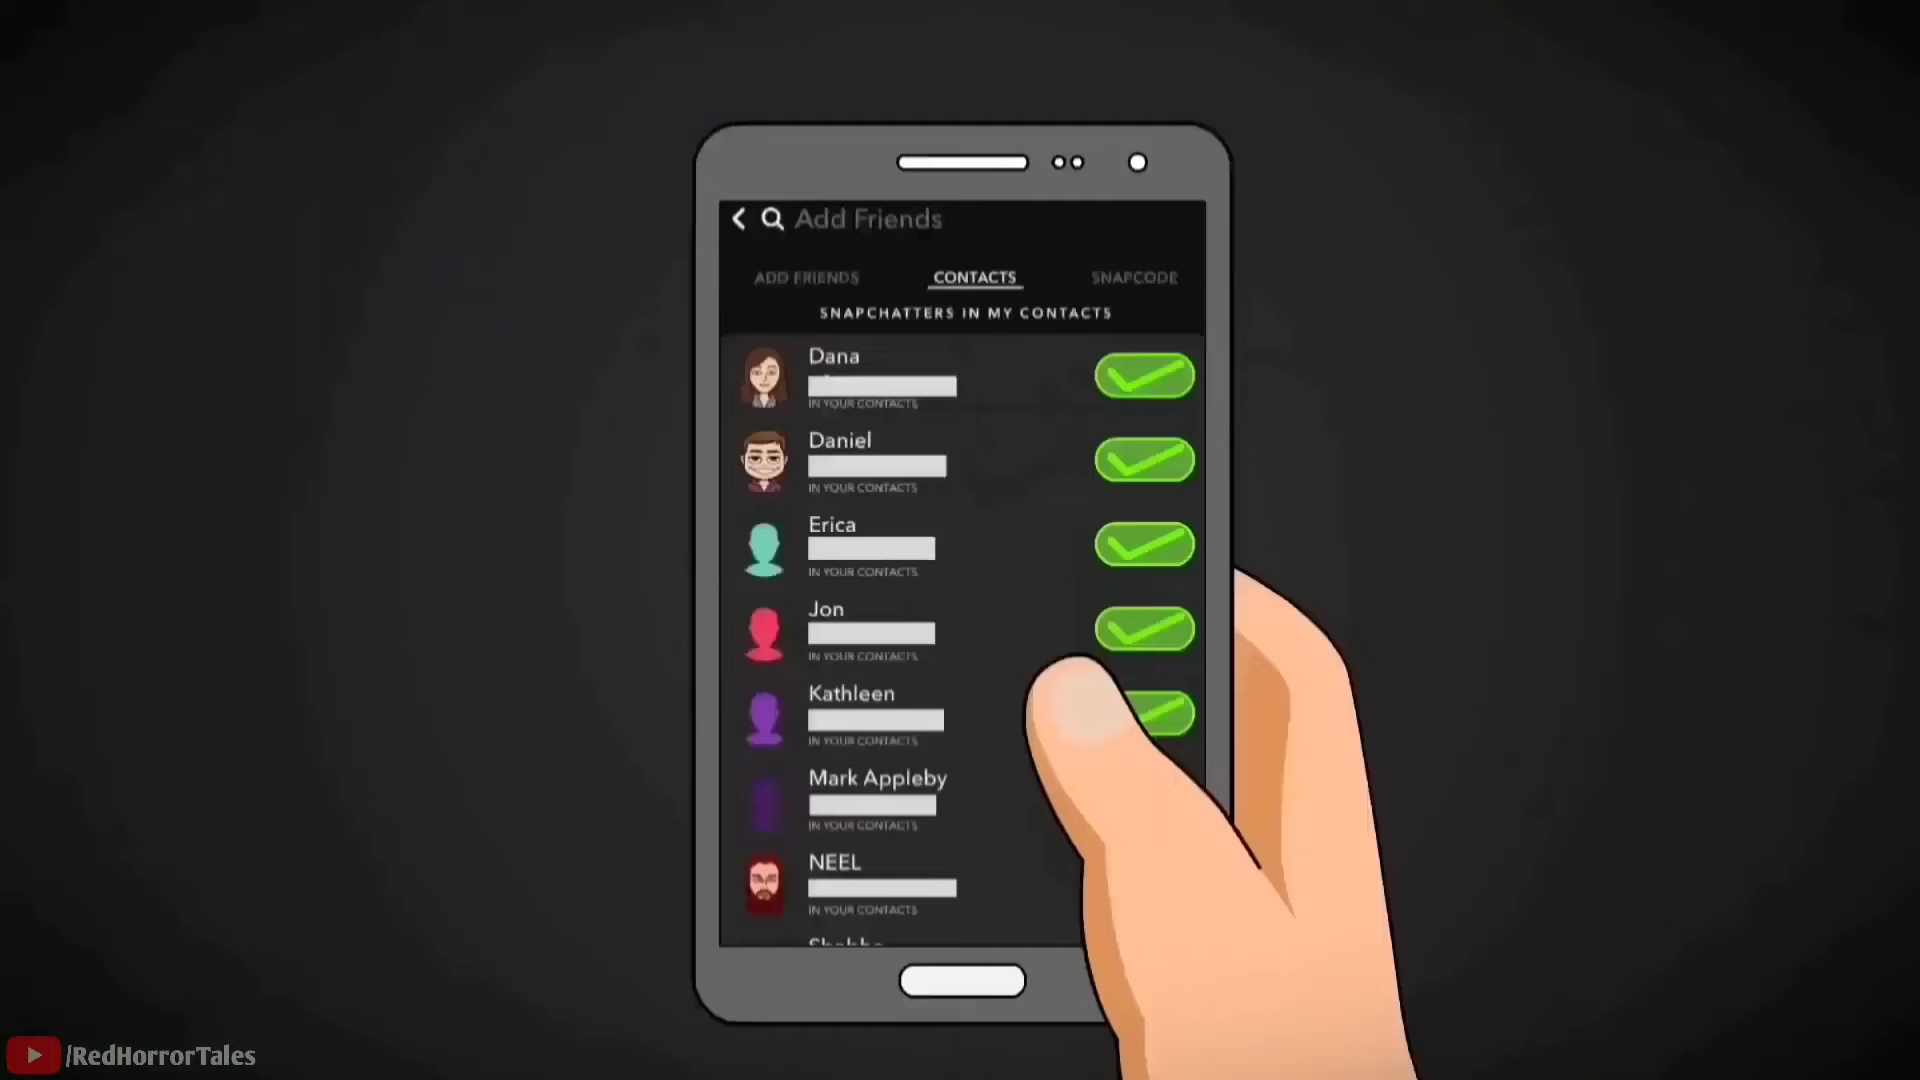 Add Friends
ADD FRIENDS CONTACTS SNAPCODE
SNAPCHATTERS IN MY CONTACTS
Dana
IN YOUR CONTACTS
Daniel
IN YOUR CONTACTS
Erica
IN YOUR CONTACTS
Jon
IN YOUR CONTACTS
Kathleen
IN YOUR CONTACTS
Mark Appleby
IN YOUR CONTACTS
NEEL
IN YOUR CONTACTS
/RedHorrorTales